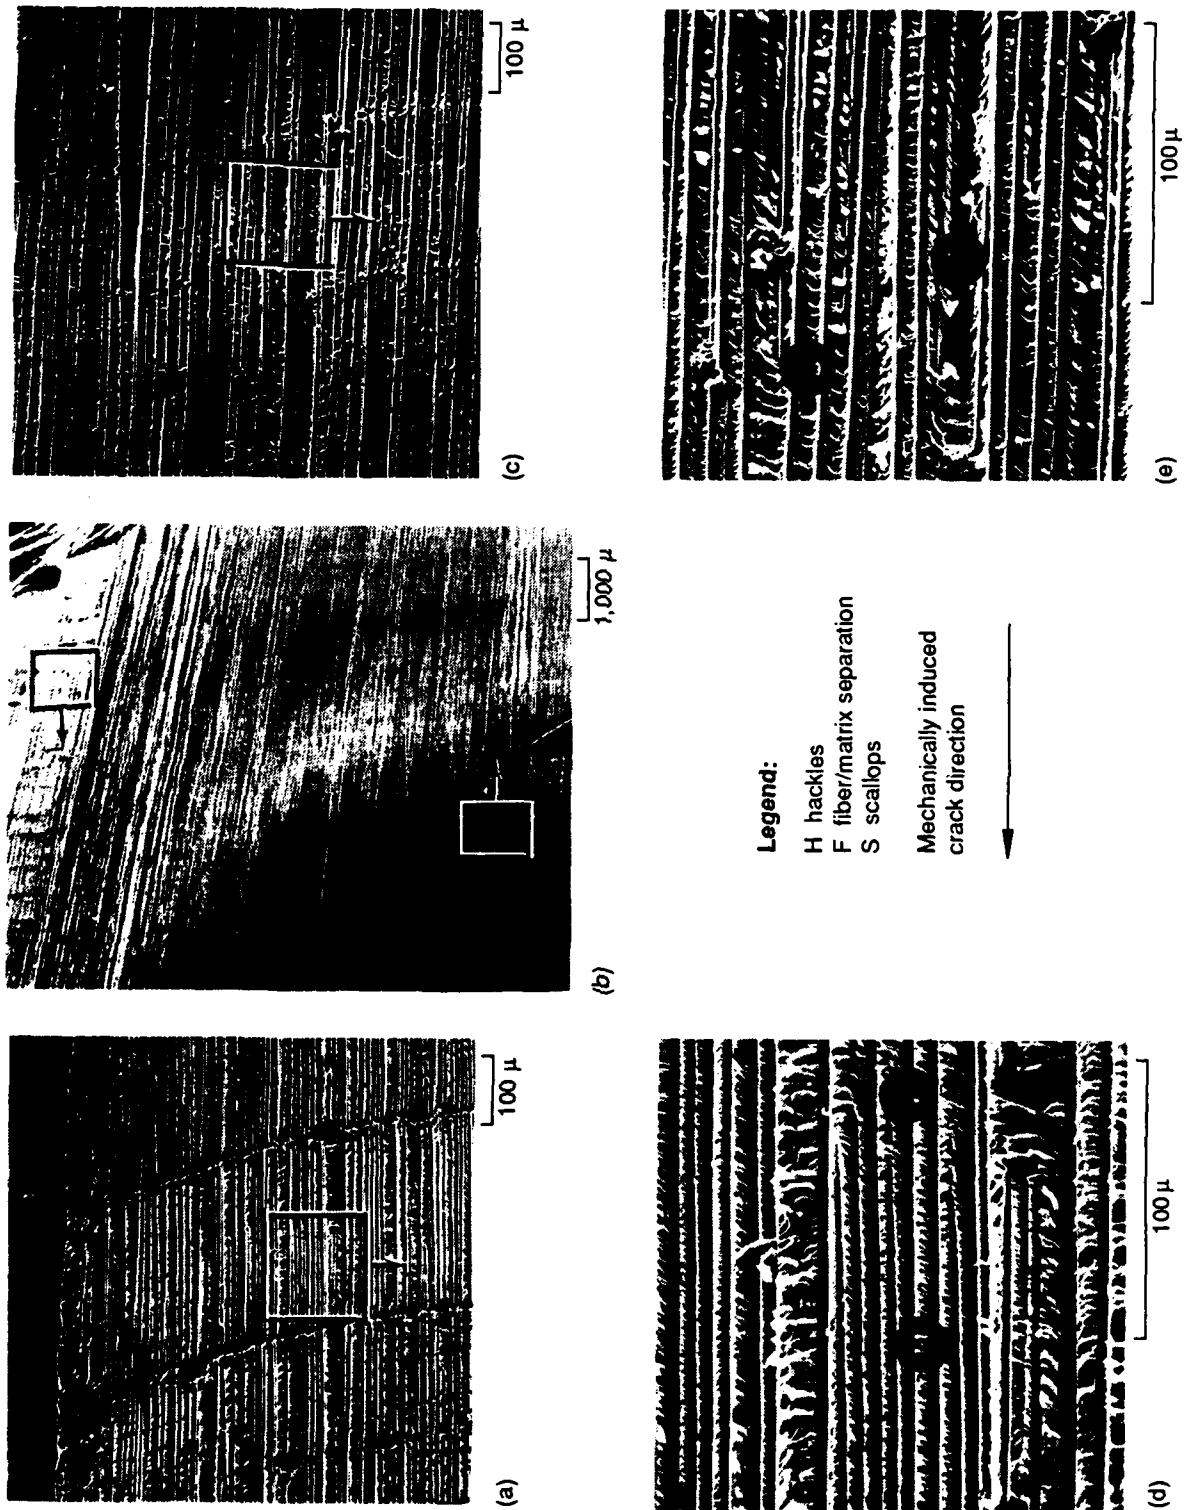 (a)
100 μ
(b)
1,000 μ
(c)
100 μ
(d)
100 μ
Legend:
H hackles
F fiber/matrix separation
S scallops
Mechanically induced
crack direction
(e)
100 μ